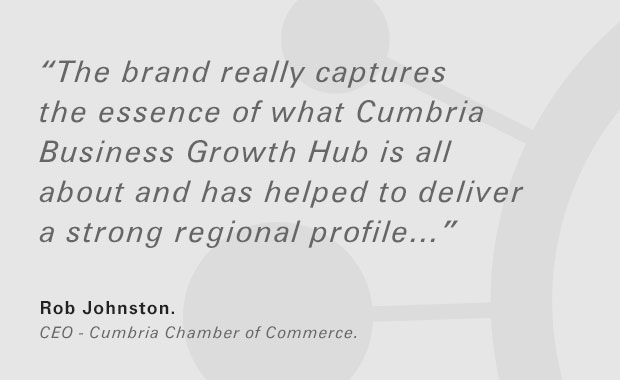 “The brand really captures
the essence of what Cumbria
Business Growth Hub is all
about and has helped to deliver
a strong regional profile...”
Rob Johnston.
CEO - Cumbria Chamber of Commerce.